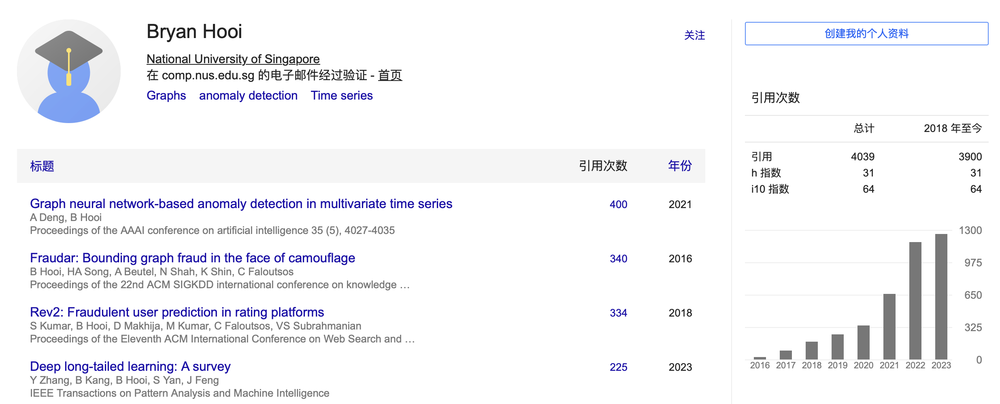 Bryan Hooi
关注
National University of Singapore
在 comp.nus.edu.sg 的电子邮件经过验证 - 首页
Graphs anomaly detection Time series
标题 引用次数 年份
Graph neural network-based anomaly detection in multivariate time series 400 2021
A Deng, B Hooi
Proceedings of the AAAI conference on artificial intelligence 35 (5), 4027-4035
Fraudar: Bounding graph fraud in the face of camouflage 340 2016
B Hooi, HA Song, A Beutel, N Shah, K Shin, C Faloutsos
Proceedings of the 22nd ACM SIGKDD international conference on knowledge …
Rev2: Fraudulent user prediction in rating platforms 334 2018
S Kumar, B Hooi, D Makhija, M Kumar, C Faloutsos, VS Subrahmanian
Proceedings of the Eleventh ACM International Conference on Web Search and …
Deep long-tailed learning: A survey 225 2023
Y Zhang, B Kang, B Hooi, S Yan, J Feng
IEEE Transactions on Pattern Analysis and Machine Intelligence
创建我的个人资料
引用次数
总计 2018 年至今
引用 4039 3900
h 指数 31 31
i10 指数 64 64
1300
975
650
325
0
2016 2017 2018 2019 2020 2021 2022 2023